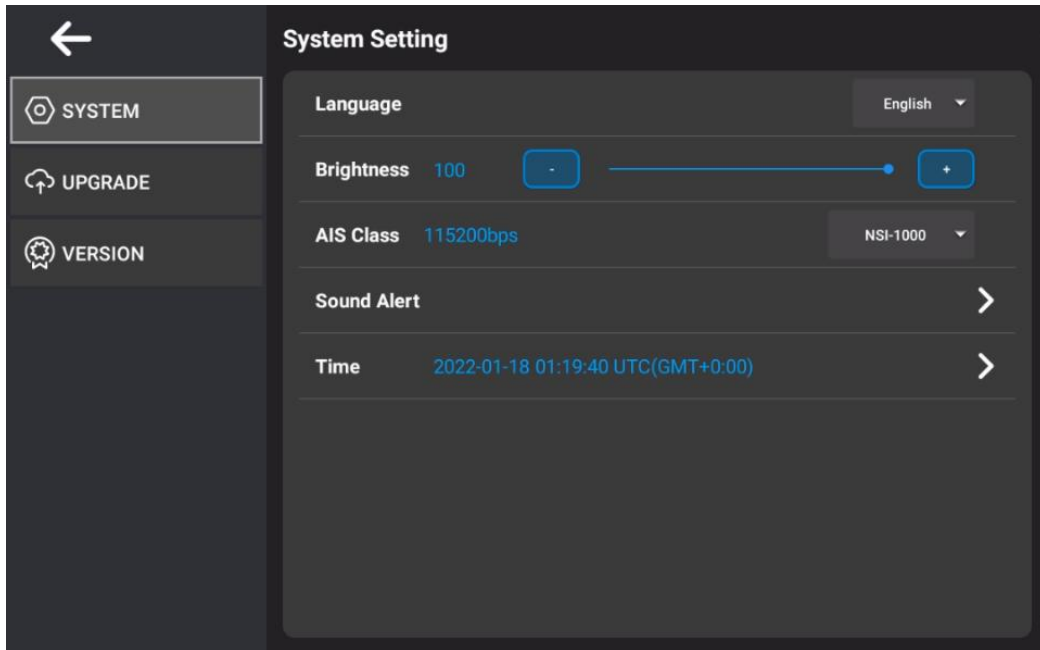 System Setting
SYSTEM
UPGRADE
VERSION
Language English
Brightness 100 - +
AIS Class 115200bps NSI-1000
Sound Alert
Time 2022-01-18 01:19:40 UTC(GMT+0:00)